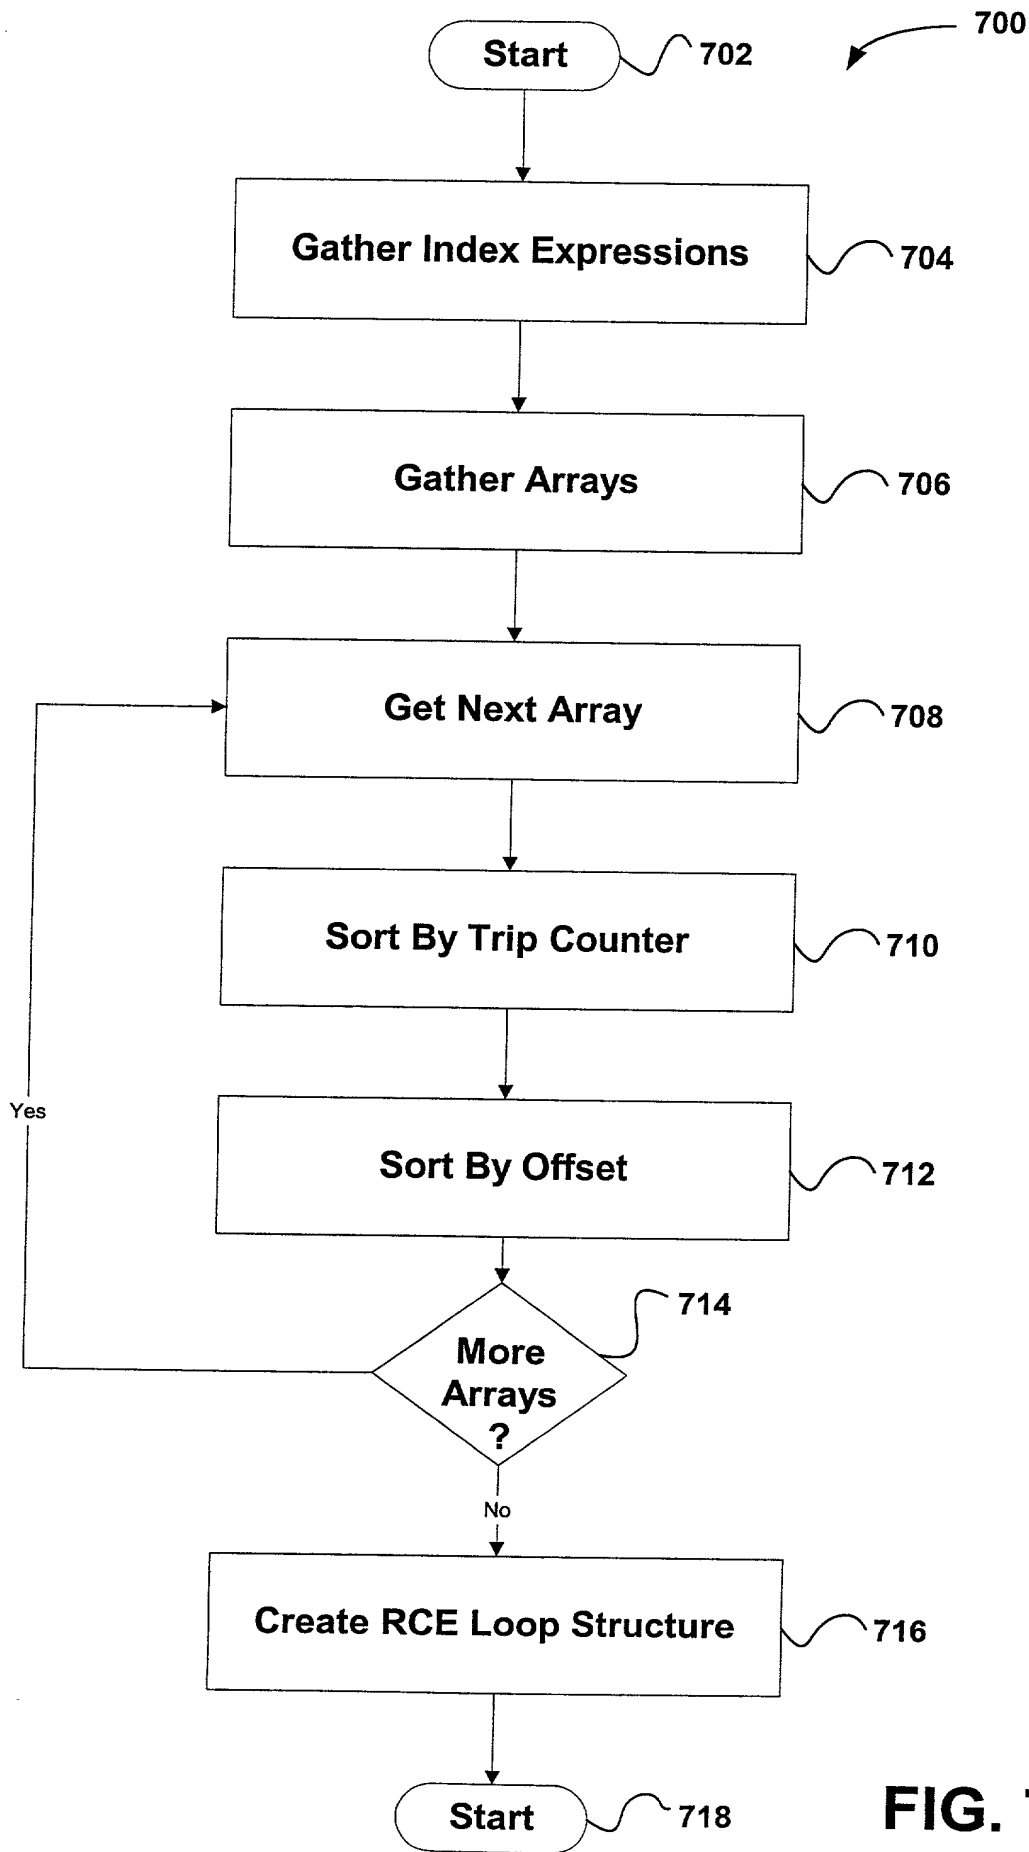 700
Start
702
Gather Index Expressions
704
Gather Arrays
706
Get Next Array
708
Sort By Trip Counter
710
Sort By Offset
712
Yes
714
More
Arrays
?
No
Create RCE Loop Structure
716
Start
718
FIG.